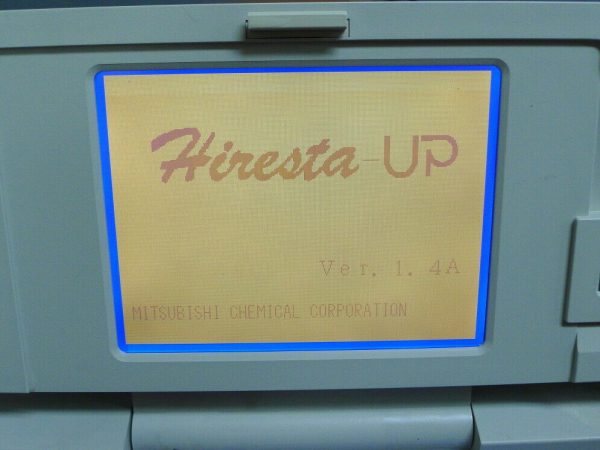 Hiresta-UP
Ver. 1. 4A
MITSUBISHI CHEMICAL CORPORATION